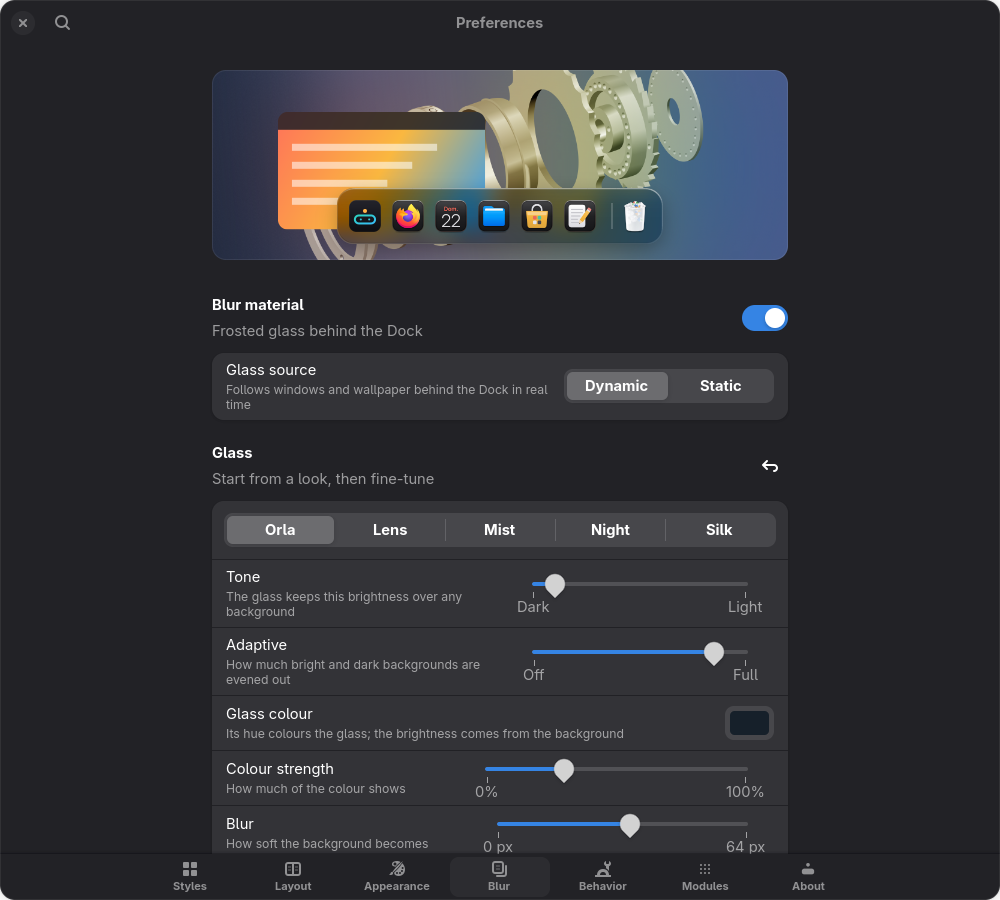 Preferences
Dom.
22
Blur material
Frosted glass behind the Dock
Glass source
Follows windows and wallpaper behind the Dock in real
time
Dynamic
Static
Glass
Start from a look, then fine-tune
Orla
Lens
Mist
Night
Silk
Tone
The glass keeps this brightness over any
background
Dark
Light
Adaptive
How much bright and dark backgrounds are
evened out
Off
Full
Glass colour
Its hue colours the glass; the brightness comes from the background
Colour strength
How much of the colour shows
0%
100%
Blur
How soft the background becomes
0 px
64 px
Styles
Layout
Appearance
Blur
Behavior
Modules
About